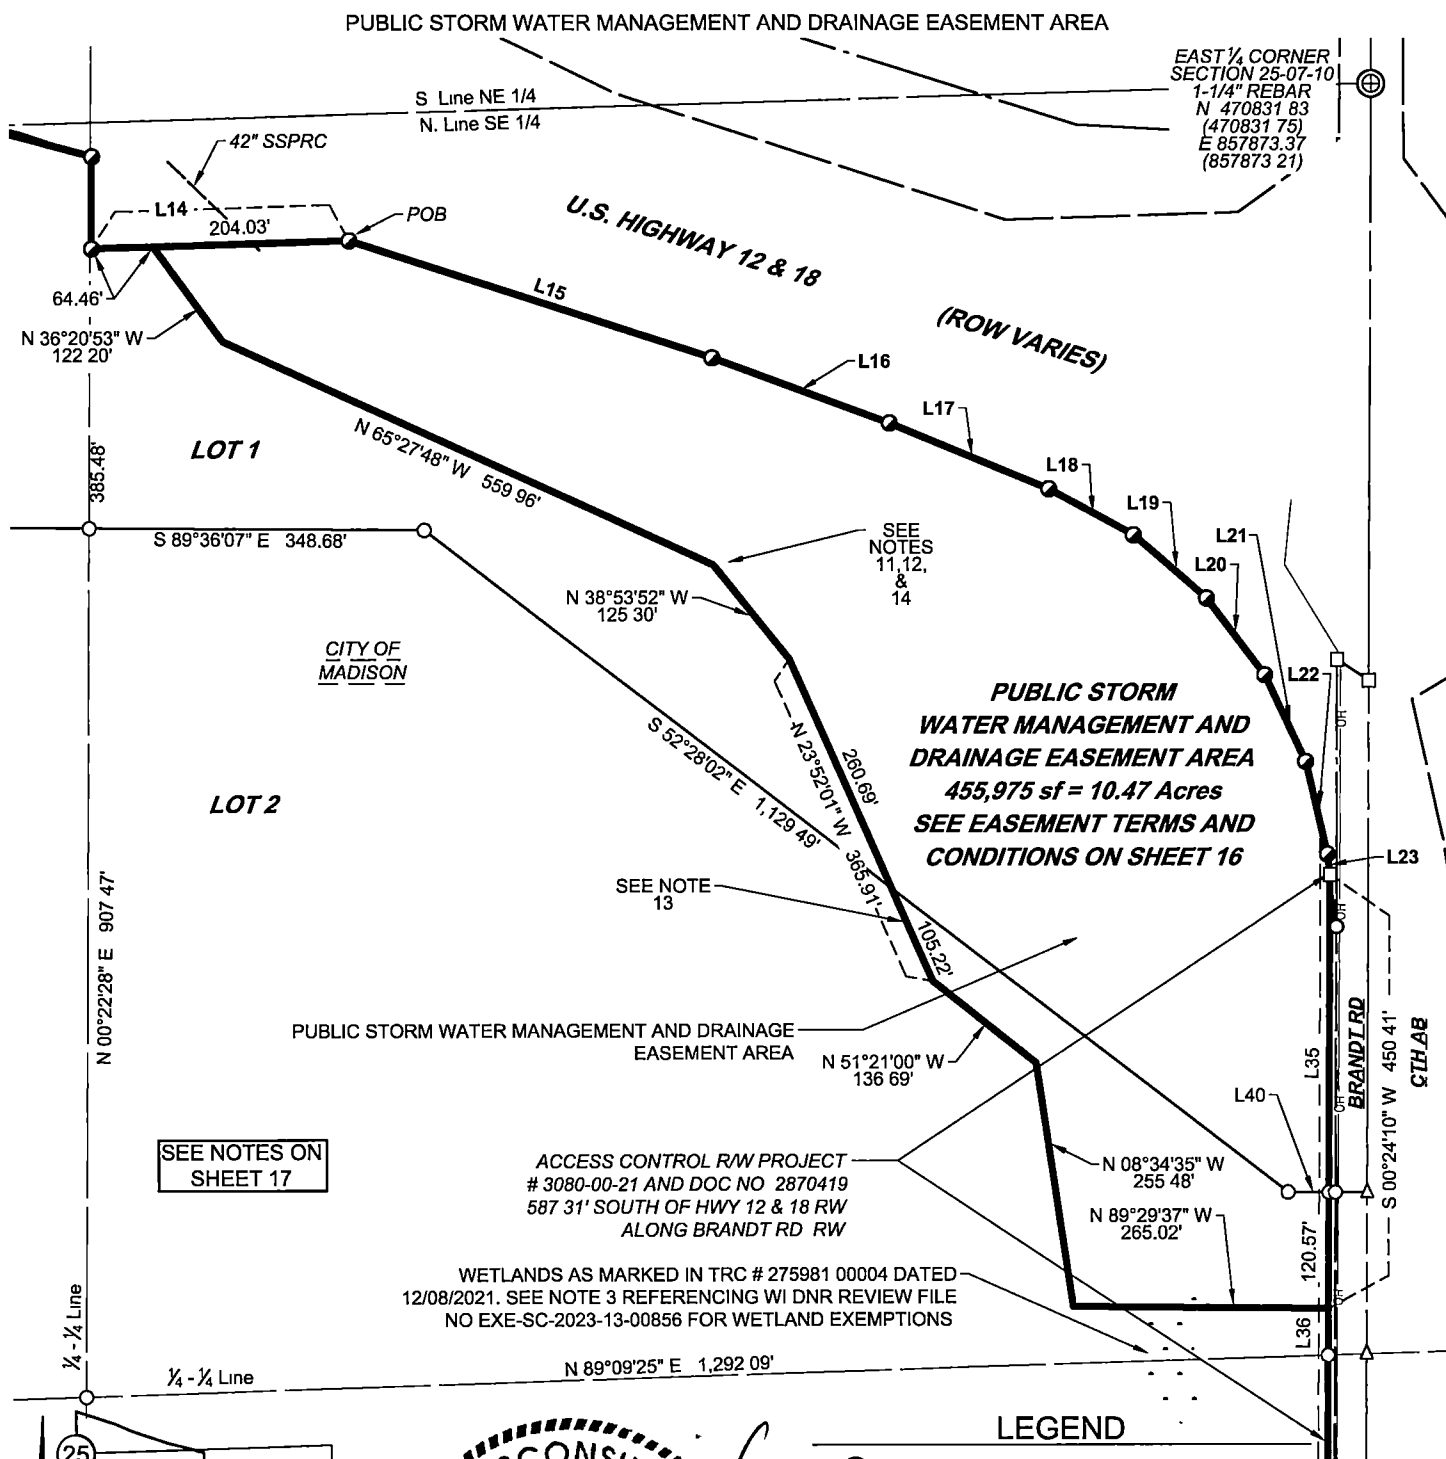 PUBLIC STORM WATER MANAGEMENT AND DRAINAGE EASEMENT AREA
EAST 1/4 CORNER
SECTION 25-07-10
1-1/4" REBAR
N 470831 83
(470831 75)
E 857873.37
(857873 21)
S Line NE 1/4
N. Line SE 1/4
42" SSPRC
L14
204.03'
POB
U.S. HIGHWAY 12 & 18
(ROW VARIES)
64.46'
L15
N 36°20'53" W
122 20'
L16
L17
L18
L19
L20
L21
L22
L23
LOT 1
385.48'
N 65°27'48" W 559 96'
S 89°36'07" E 348.68'
SEE
NOTES
11,12,
&
14
N 38°53'52" W
125 30'
CITY OF
MADISON
S 52°28'02" E 1,129 49'
N 23°52'01" W 365.91'
260.69'
PUBLIC STORM
WATER MANAGEMENT AND
DRAINAGE EASEMENT AREA
455,975 sf = 10.47 Acres
SEE EASEMENT TERMS AND
CONDITIONS ON SHEET 16
OH
LOT 2
SEE NOTE
13
105.22'
N 00°22'28" E 907 47'
OH
PUBLIC STORM WATER MANAGEMENT AND DRAINAGE
EASEMENT AREA
N 51°21'00" W
136 69'
L35
BRANDT RD
S 00°24'10" W 450 41'
CTH AB
L40
OH
SEE NOTES ON
SHEET 17
ACCESS CONTROL R/W PROJECT
# 3080-00-21 AND DOC NO 2870419
587 31' SOUTH OF HWY 12 & 18 RW
ALONG BRANDT RD RW
N 08°34'35" W
255 48'
N 89°29'37" W
265.02'
120.57'
OH
WETLANDS AS MARKED IN TRC # 275981 00004 DATED
12/08/2021. SEE NOTE 3 REFERENCING WI DNR REVIEW FILE
NO EXE-SC-2023-13-00856 FOR WETLAND EXEMPTIONS
L36
1/4 - 1/4 Line
1/4 - 1/4 Line
N 89°09'25" E 1,292 09'
LEGEND
25